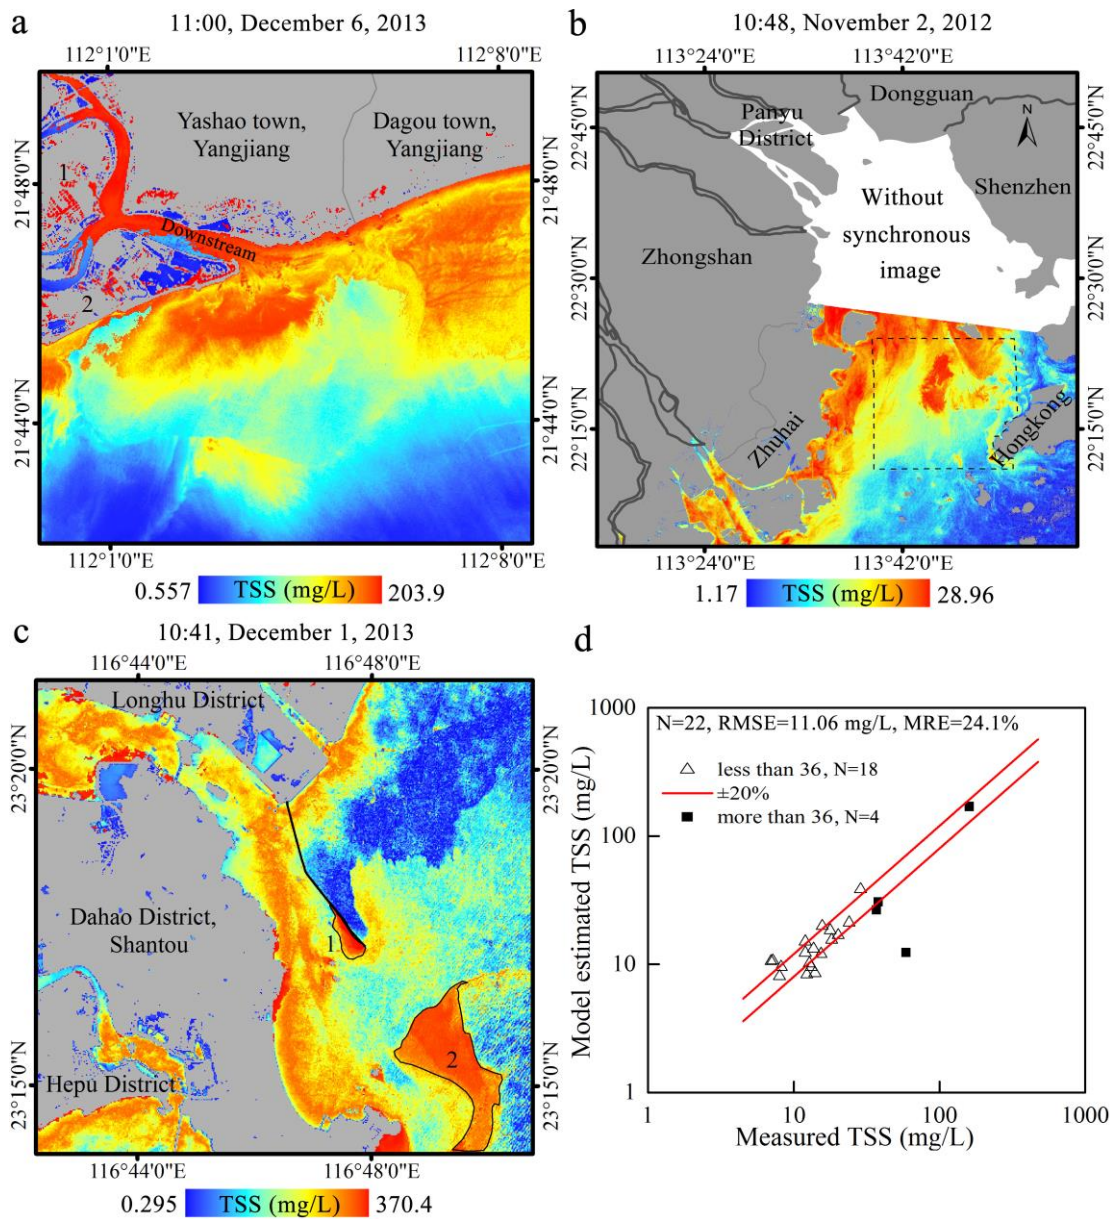 a
11:00, December 6, 2013
112°1'0"E
112°8'0"E
21°48'0"N
21°44'0"N
21°48'0"N
21°44'0"N
Yashao town,
Yangjiang
Dagou town,
Yangjiang
1
Downstream
2
112°1'0"E
112°8'0"E
0.557
TSS (mg/L)
203.9
b
10:48, November 2, 2012
113°24'0"E
113°42'0"E
22°45'0"N
22°30'0"N
22°15'0"N
22°45'0"N
22°30'0"N
22°15'0"N
Dongguan
Panyu
District
N
Shenzhen
Without
synchronous
image
Zhongshan
Zhuhai
Hongkong
113°24'0"E
113°42'0"E
1.17
TSS (mg/L)
28.96
c
10:41, December 1, 2013
116°44'0"E
116°48'0"E
23°20'0"N
23°15'0"N
23°20'0"N
23°15'0"N
Longhu District
Dahao District,
Shantou
1
2
Hepu District
116°44'0"E
116°48'0"E
0.295
TSS (mg/L)
370.4
d
1000
100
10
1
Model estimated TSS (mg/L)
N=22, RMSE=11.06 mg/L, MRE=24.1%
less than 36, N=18
±20%
more than 36, N=4
1
10
100
1000
Measured TSS (mg/L)